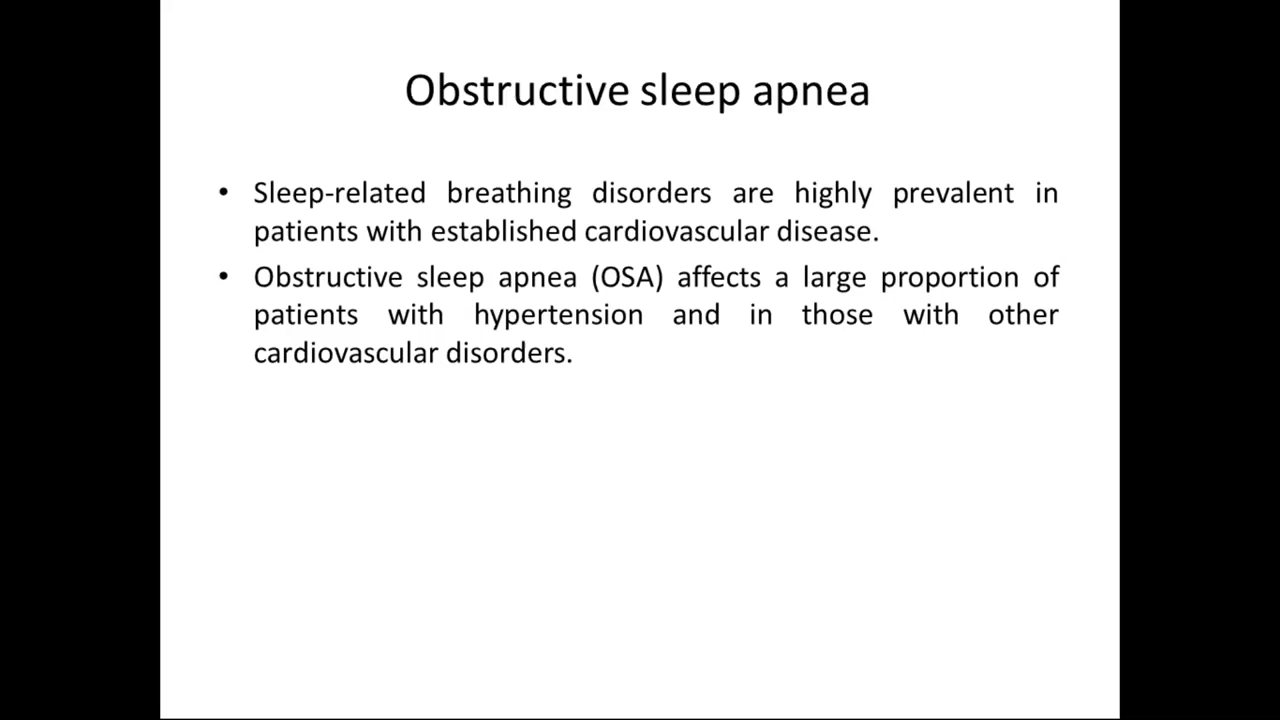 Obstructive sleep apnea
• Sleep-related breathing disorders are highly prevalent in
patients with established cardiovascular disease.
• Obstructive sleep apnea (OSA) affects a large proportion of
patients with hypertension and in those with other
cardiovascular disorders.